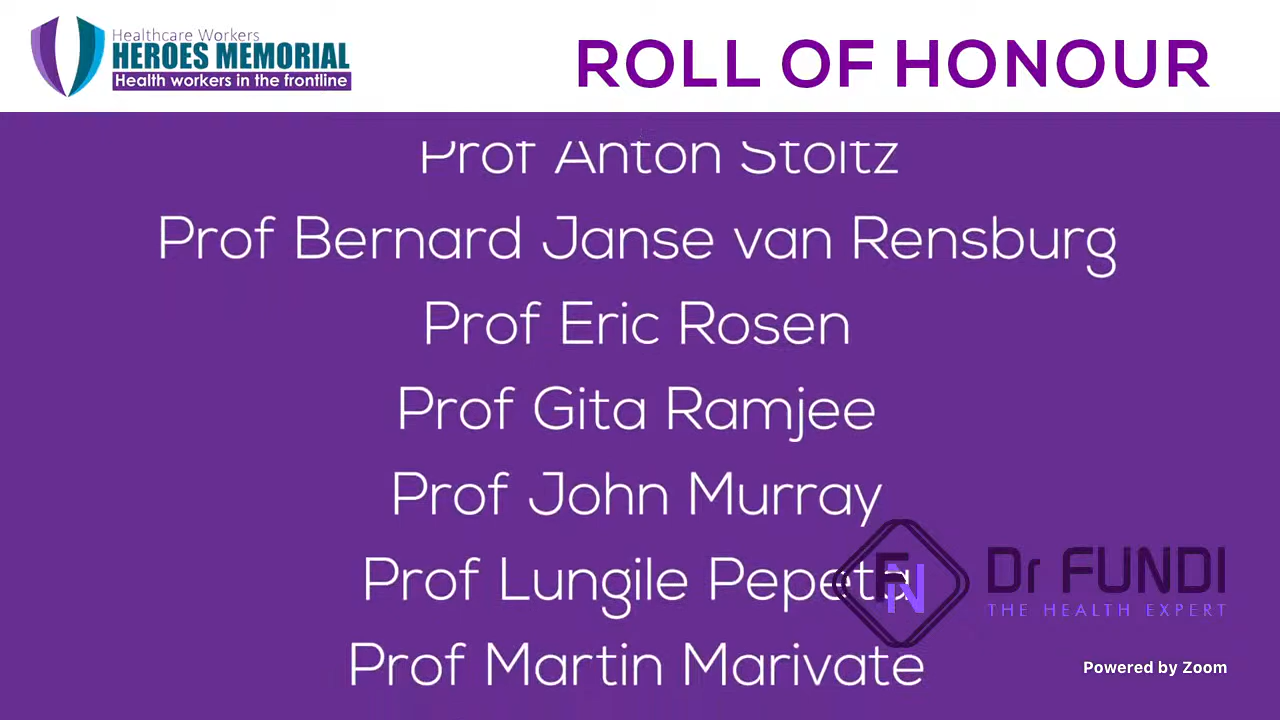 Healthcare Workers
HEROES MEMORIAL
Health workers in the frontline
ROLL OF HONOUR
Prof Anton Stoltz
Prof Bernard Janse van Rensburg
Prof Eric Rosen
Prof Gita Ramjee
Prof John Murray
Prof Lungile Pepeta
Prof Martin Marivate
FN
Dr FUNDI
THE HEALTH EXPERT
Powered by Zoom